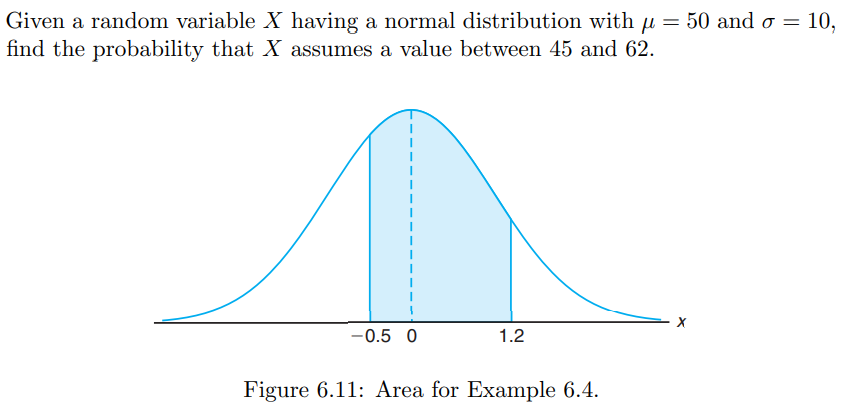 Given a random variable X having a normal distribution with μ = 50 and σ = 10,
find the probability that X assumes a value between 45 and 62.
x
−0.5 0 1.2
Figure 6.11: Area for Example 6.4.